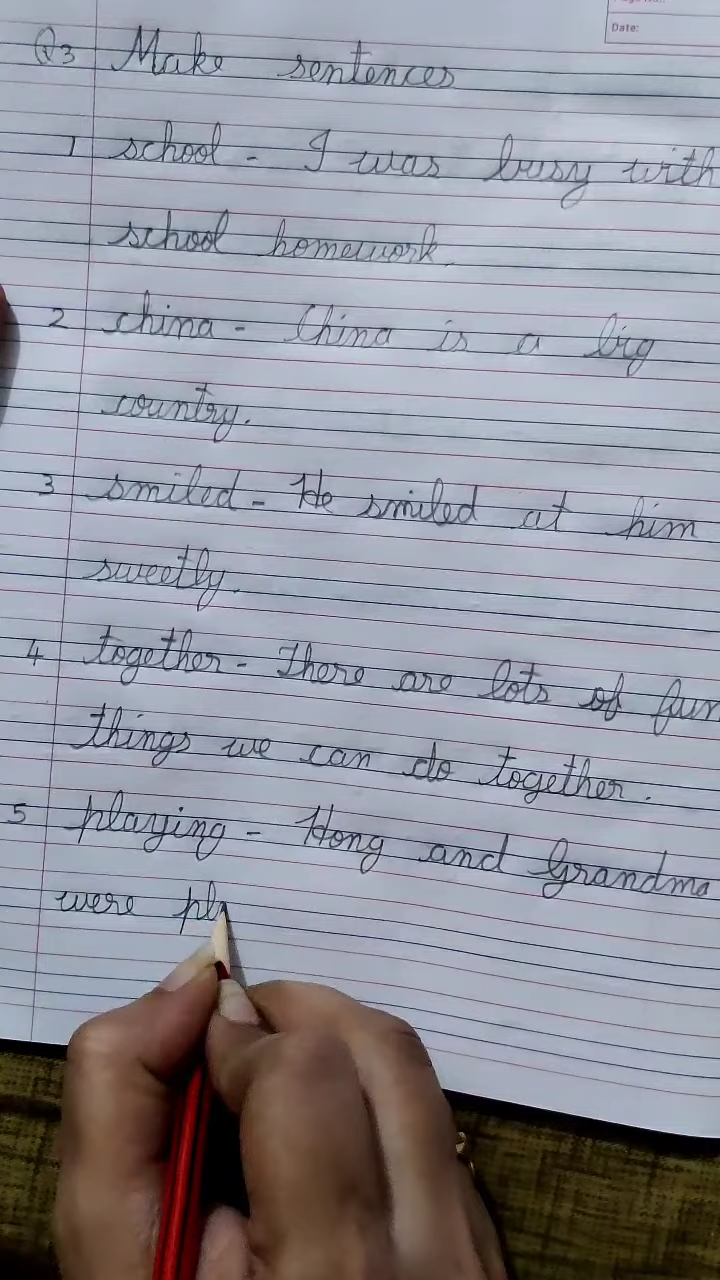 Date:
Q3 Make sentences
1 school - I was busy with
school homework.
2 china - China is a big
country.
3 smiled - He smiled at him
sweetly.
4 together - There are lots of fun
things we can do together.
5 playing - Hong and Grandma
were pl